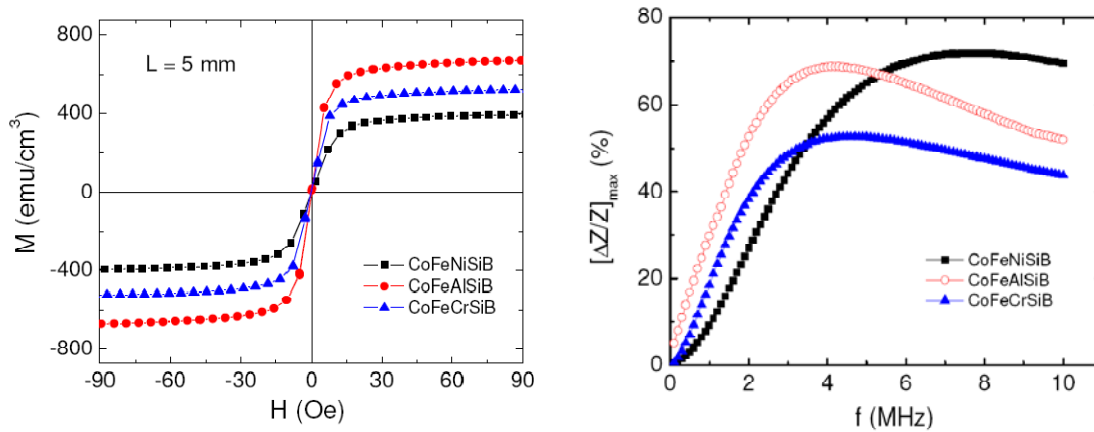 800
400
0
-400
-800
M (emu/cm³)
L = 5 mm
CoFeNiSiB
CoFeAlSiB
CoFeCrSiB
-90 -60 -30 0 30 60 90
H (Oe)
80
60
40
20
0
[ΔZ/Z]max (%)
CoFeNiSiB
CoFeAlSiB
CoFeCrSiB
0 2 4 6 8 10
f (MHz)